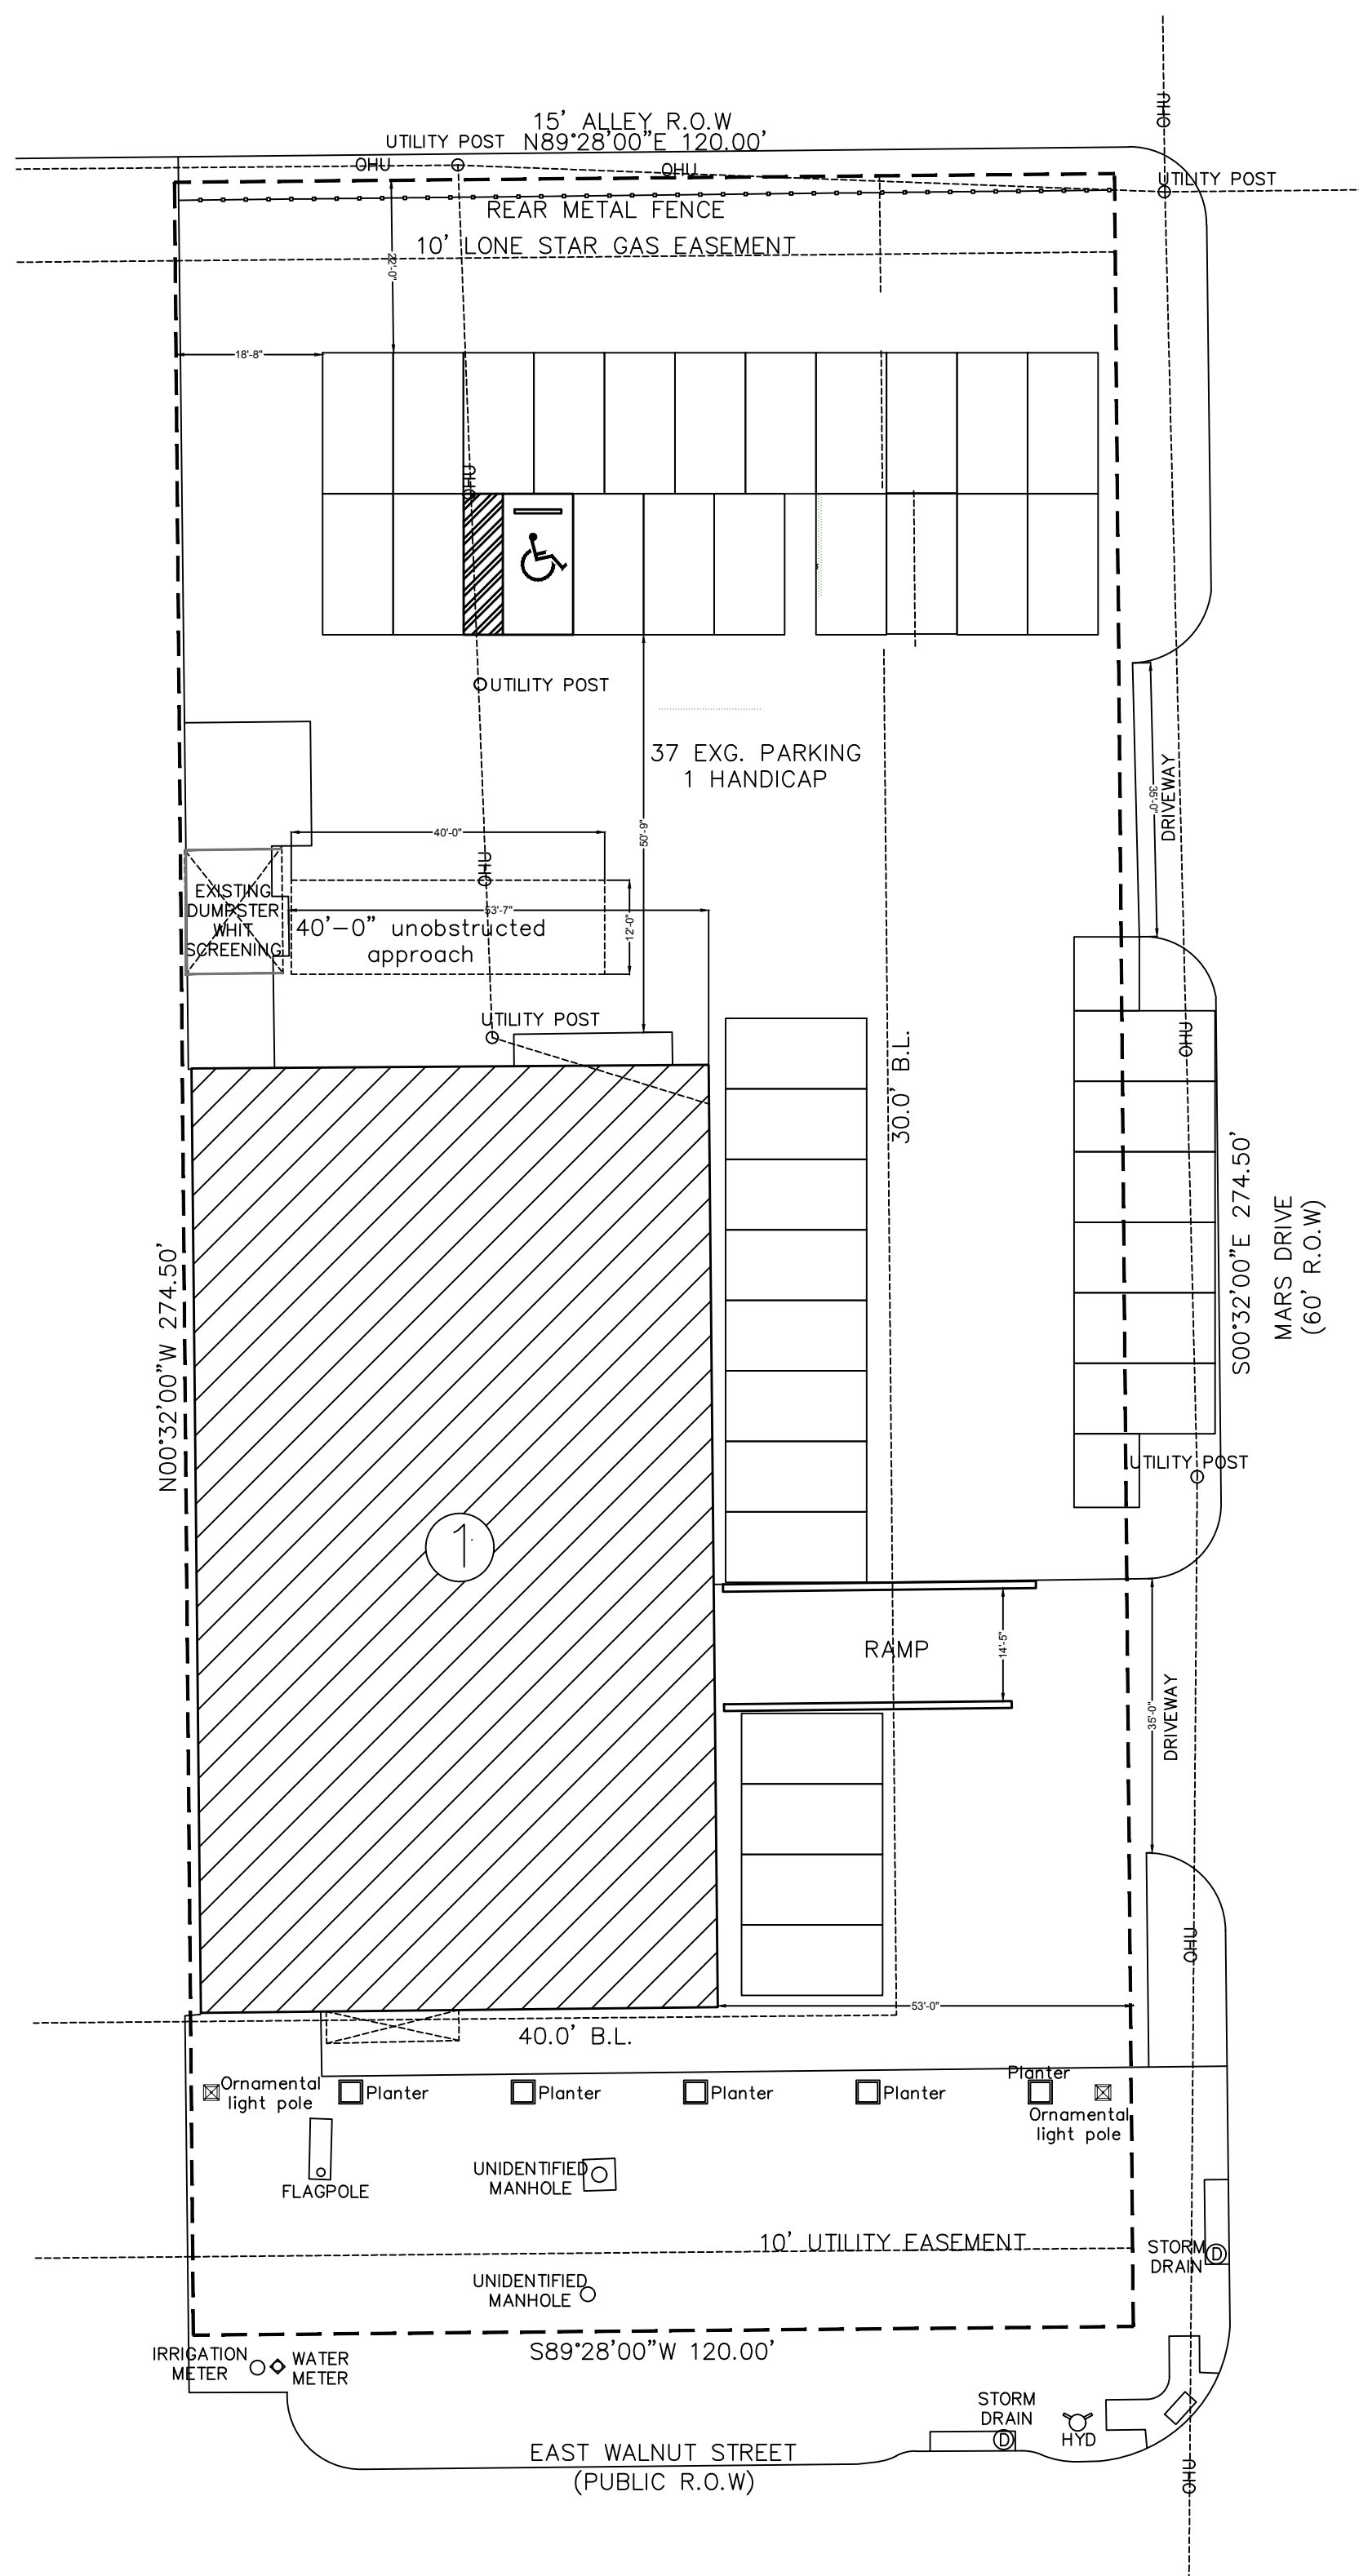 OHU
15' ALLEY R.O.W
UTILITY POST N89°28'00"E 120.00'
OHU
OHU
UTILITY POST
REAR METAL FENCE
10' LONE STAR GAS EASEMENT
22'-0"
18'-8"
OHU
UTILITY POST
37 EXG. PARKING
1 HANDICAP
35'-0"
DRIVEWAY
40'-0"
50'-9"
OHU
EXISTING
DUMPSTER
WHIT
SCREENING
53'-7"
40'-0" unobstructed
approach
12'-0"
UTILITY POST
OHU
30.0' B.L.
N00°32'00"W 274.50'
S00°32'00"E 274.50'
MARS DRIVE
(60' R.O.W)
UTILITY POST
1
RAMP
14'-5"
35'-0"
DRIVEWAY
OHU
53'-0"
40.0' B.L.
Ornamental
light pole
Planter
Planter
Planter
Planter
Planter
Ornamental
light pole
FLAGPOLE
UNIDENTIFIED
MANHOLE
10' UTILITY EASEMENT
STORM
DRAIN
D
UNIDENTIFIED
MANHOLE
S89°28'00"W 120.00'
IRRIGATION
METER
WATER
METER
STORM
DRAIN
D
HYD
EAST WALNUT STREET
(PUBLIC R.O.W)
OHU